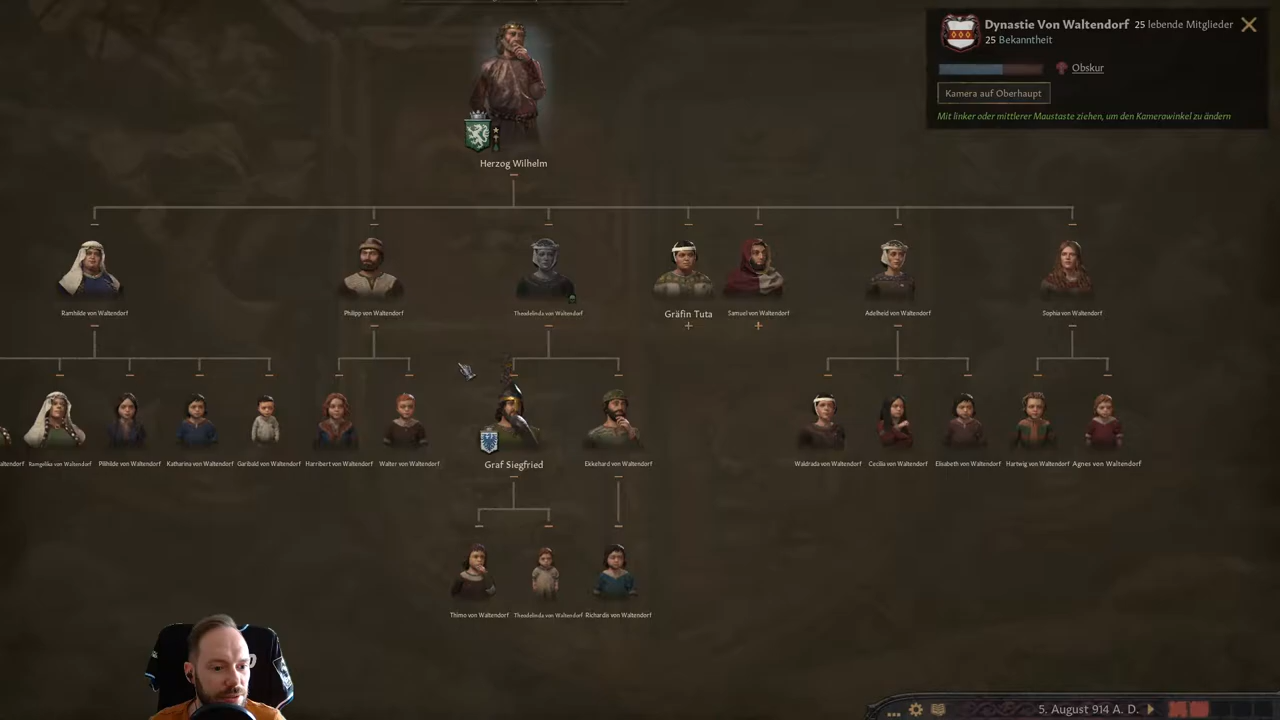 Dynastie Von Waltendorf 25 lebende Mitglieder
25 Bekanntheit
Obskur
Kamera auf Oberhaupt
Mit linker oder mittlerer Maustaste ziehen, um den Kamerawinkel zu ändern
Herzog Wilhelm
Ramhilde von Waltendorf
Philipp von Waltendorf
Theodelinda von Waltendorf
Gräfin Tuta
Samuel von Waltendorf
Adelheid von Waltendorf
Sophia von Waltendorf
Ramgelika von Waltendorf
Pilihilde von Waltendorf
Katharina von Waltendorf
Garibald von Waltendorf
Harribert von Waltendorf
Walter von Waltendorf
Graf Siegfried
Ekkehard von Waltendorf
Waldrada von Waltendorf
Cecilia von Waltendorf
Elisabeth von Waltendorf
Hartwig von Waltendorf
Agnes von Waltendorf
Thimo von Waltendorf
Theodelinda von Waltendorf
Richardis von Waltendorf
5. August 914 A. D.